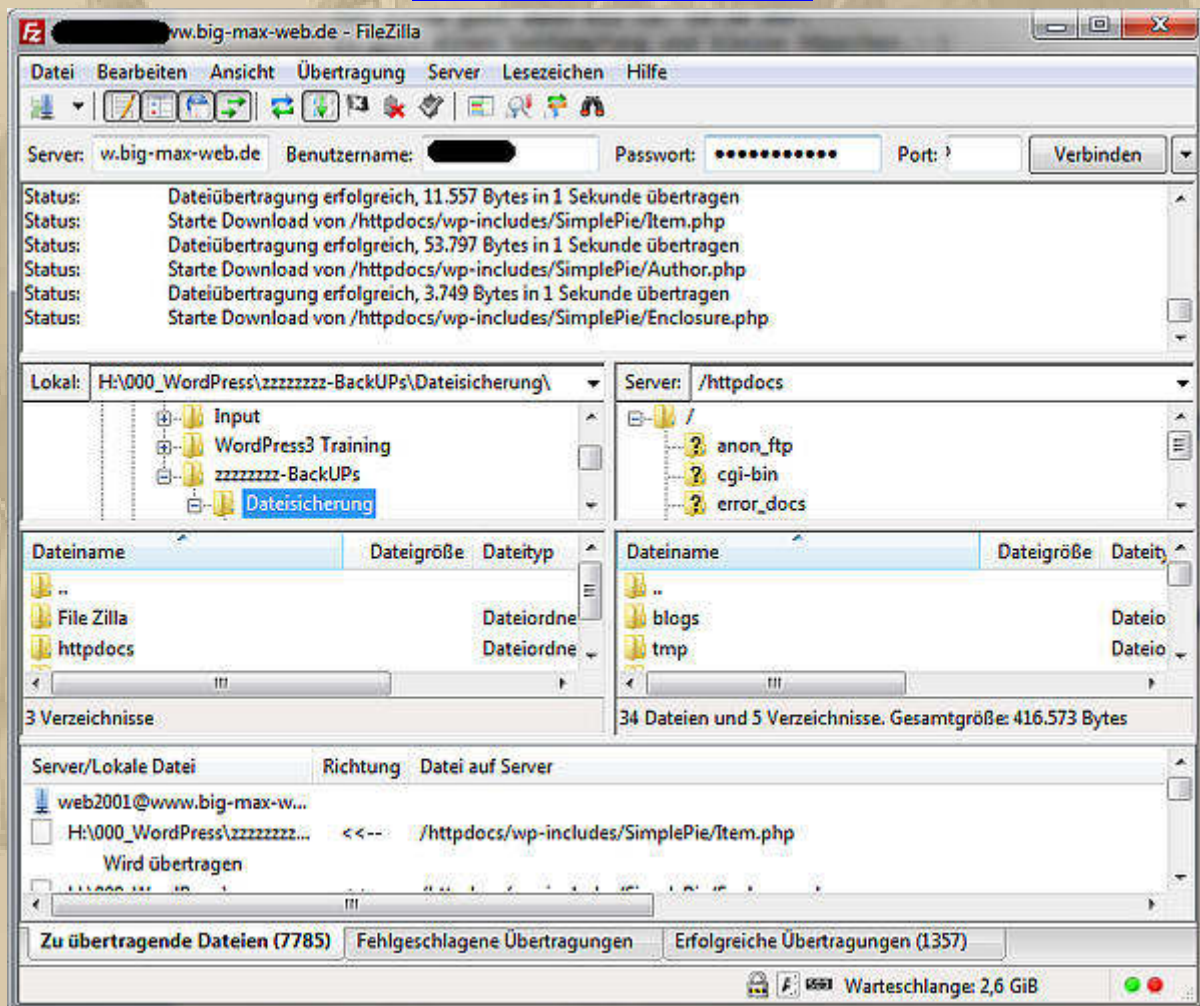 ww.big-max-web.de - FileZilla
Datei Bearbeiten Ansicht Übertragung Server Lesezeichen Hilfe
Server: w.big-max-web.de Benutzername: Passwort: ●●●●●●●●●●● Port: Verbinden
Status: Dateiübertragung erfolgreich, 11.557 Bytes in 1 Sekunde übertragen
Status: Starte Download von /httpdocs/wp-includes/SimplePie/Item.php
Status: Dateiübertragung erfolgreich, 53.797 Bytes in 1 Sekunde übertragen
Status: Starte Download von /httpdocs/wp-includes/SimplePie/Author.php
Status: Dateiübertragung erfolgreich, 3.749 Bytes in 1 Sekunde übertragen
Status: Starte Download von /httpdocs/wp-includes/SimplePie/Enclosure.php
Lokal: H:\000_WordPress\zzzzzzzz-BackUPs\Dateisicherung\
Input
WordPress3 Training
zzzzzzzz-BackUPs
Dateisicherung
Server: /httpdocs
/
anon_ftp
cgi-bin
error_docs
Dateiname Dateigröße Dateityp
..
File Zilla Dateiordne
httpdocs Dateiordne
3 Verzeichnisse
Dateiname Dateigröße Dateity
..
blogs Dateio
tmp Dateio
34 Dateien und 5 Verzeichnisse. Gesamtgröße: 416.573 Bytes
Server/Lokale Datei Richtung Datei auf Server
web2001@www.big-max-w...
H:\000_WordPress\zzzzzzzz... <<-- /httpdocs/wp-includes/SimplePie/Item.php
Wird übertragen
Zu übertragende Dateien (7785) Fehlgeschlagene Übertragungen Erfolgreiche Übertragungen (1357)
Warteschlange: 2,6 GiB